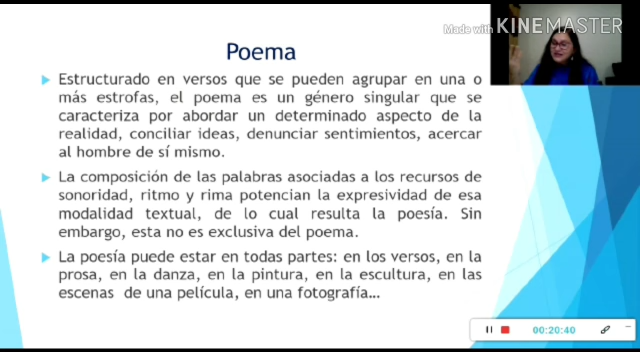 Made with KINEMASTER
Poema
Estructurado en versos que se pueden agrupar en una o
más estrofas, el poema es un género singular que se
caracteriza por abordar un determinado aspecto de la
realidad, conciliar ideas, denunciar sentimientos, acercar
al hombre de sí mismo.
La composición de las palabras asociadas a los recursos de
sonoridad, ritmo y rima potencian la expresividad de esa
modalidad textual, de lo cual resulta la poesía. Sin
embargo, esta no es exclusiva del poema.
La poesía puede estar en todas partes: en los versos, en la
prosa, en la danza, en la pintura, en la escultura, en las
escenas de una película, en una fotografía…
00:20:40